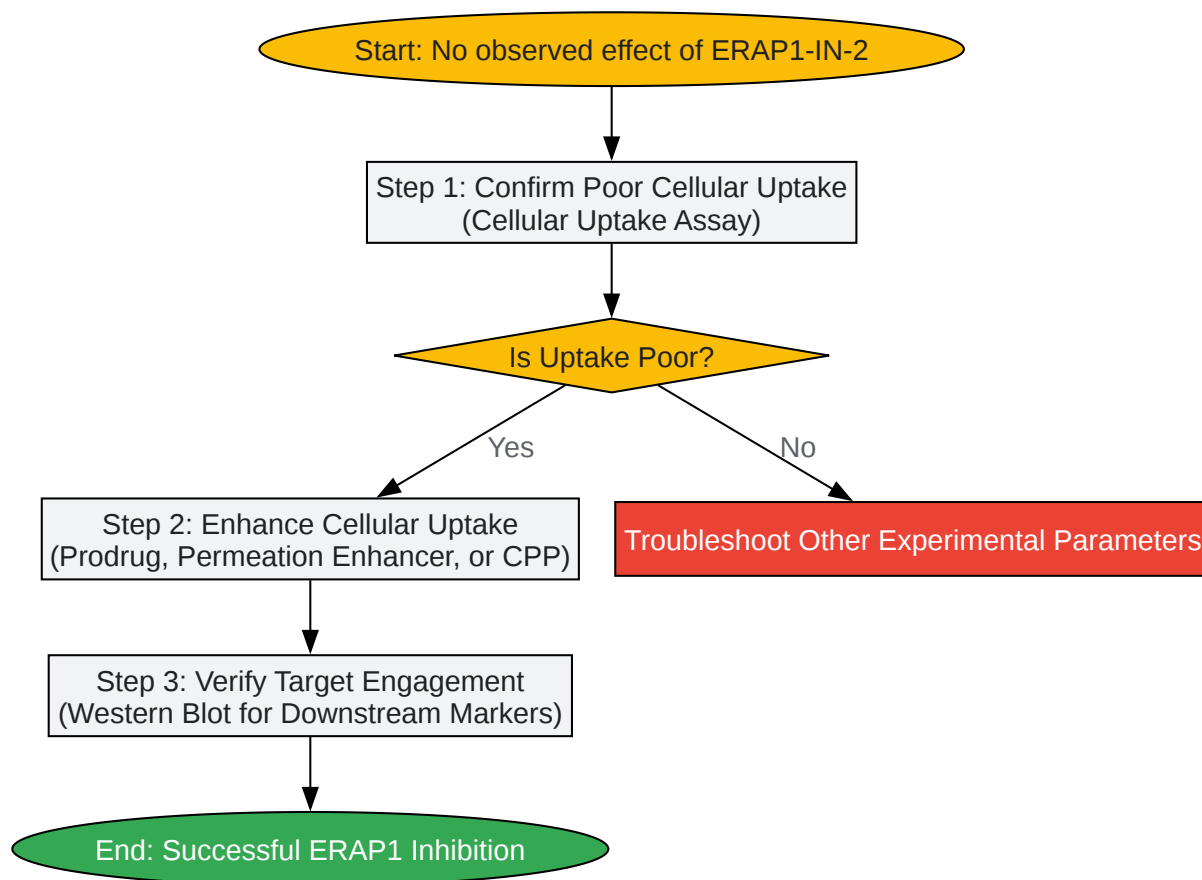 Start: No observed effect of ERAP1-IN-2
Step 1: Confirm Poor Cellular Uptake
(Cellular Uptake Assay)
Is Uptake Poor?
Yes
No
Step 2: Enhance Cellular Uptake
(Prodrug, Permeation Enhancer, or CPP)
Troubleshoot Other Experimental Parameters
Step 3: Verify Target Engagement
(Western Blot for Downstream Markers)
End: Successful ERAP1 Inhibition